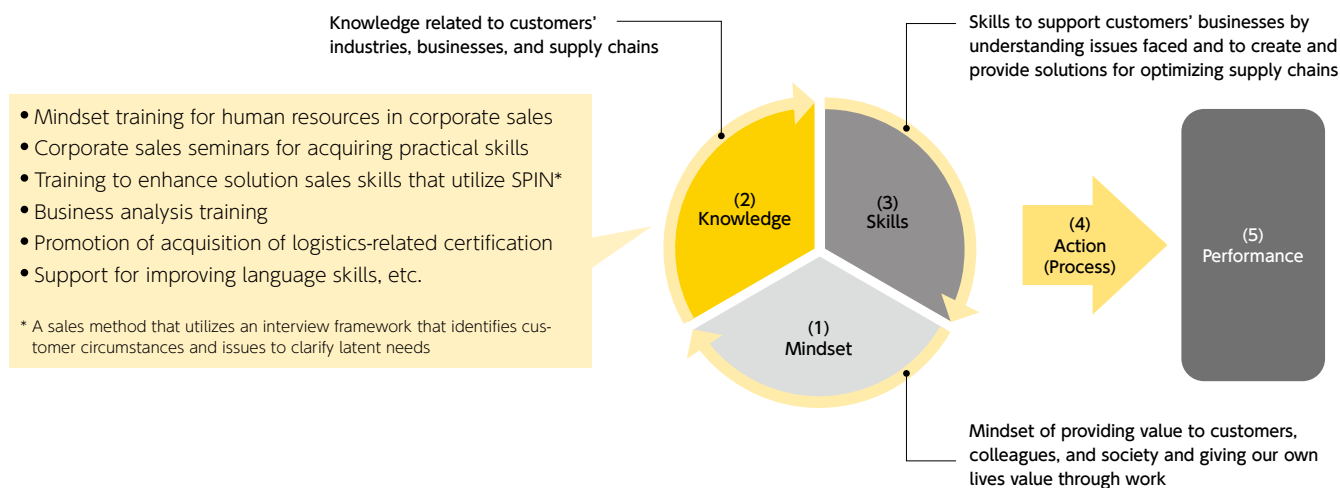 Knowledge related to customers'
industries, businesses, and supply chains
Skills to support customers' businesses by
understanding issues faced and to create and
provide solutions for optimizing supply chains
• Mindset training for human resources in corporate sales
• Corporate sales seminars for acquiring practical skills
• Training to enhance solution sales skills that utilize SPIN*
• Business analysis training
• Promotion of acquisition of logistics-related certification
• Support for improving language skills, etc.
* A sales method that utilizes an interview framework that identifies cus-
tomer circumstances and issues to clarify latent needs
(2)
Knowledge
(3)
Skills
(1)
Mindset
(4)
Action
(Process)
(5)
Performance
Mindset of providing value to customers,
colleagues, and society and giving our own
lives value through work